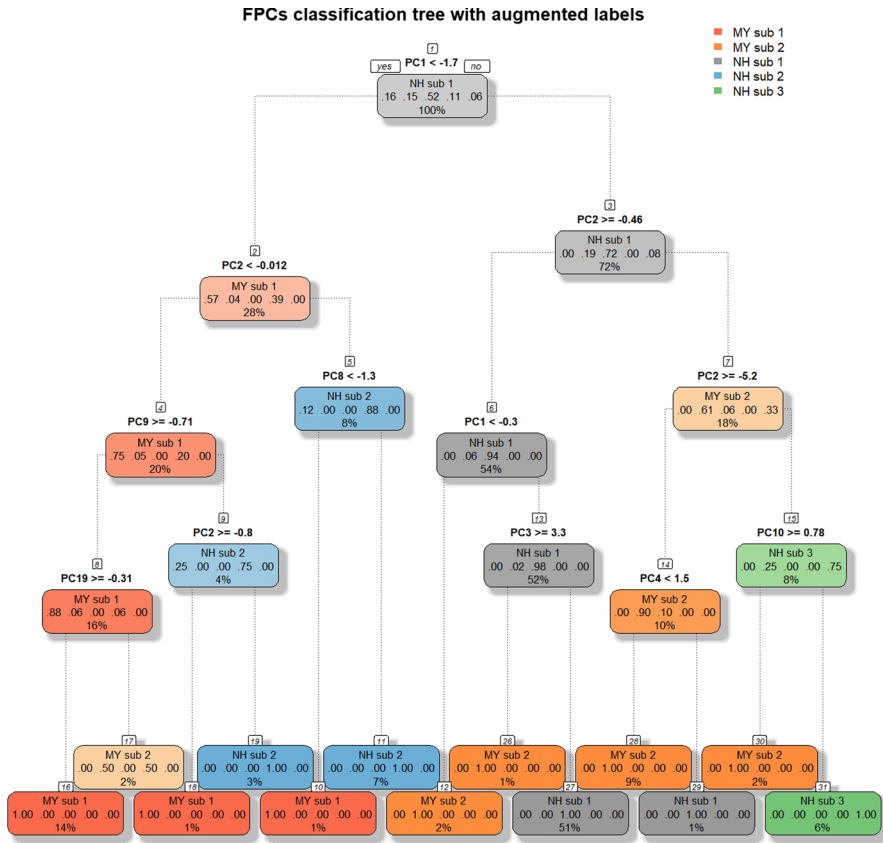 FPCs classification tree with augmented labels
MY sub 1
MY sub 2
NH sub 1
NH sub 2
NH sub 3
1
yes PC1 < -1.7 no
NH sub 1
.16 .15 .52 .11 .06
100%
3
PC2 >= -0.46
NH sub 1
.00 .19 .72 .00 .08
72%
2
PC2 < -0.012
MY sub 1
.57 .04 .00 .39 .00
28%
5
PC8 < -1.3
NH sub 2
.12 .00 .00 .88 .00
8%
7
PC2 >= -5.2
MY sub 2
.00 .61 .06 .00 .33
18%
4
PC9 >= -0.71
MY sub 1
.75 .05 .00 .20 .00
20%
6
PC1 < -0.3
NH sub 1
.00 .06 .94 .00 .00
54%
9
PC2 >= -0.8
NH sub 2
.25 .00 .00 .75 .00
4%
13
PC3 >= 3.3
NH sub 1
.00 .02 .98 .00 .00
52%
15
PC10 >= 0.78
NH sub 3
.00 .25 .00 .00 .75
8%
8
PC19 >= -0.31
MY sub 1
.88 .06 .00 .06 .00
16%
14
PC4 < 1.5
MY sub 2
.00 .90 .10 .00 .00
10%
17
MY sub 2
.00 .50 .00 .50 .00
2%
19
NH sub 2
.00 .00 .00 1.00 .00
3%
11
NH sub 2
.00 .00 .00 1.00 .00
7%
26
MY sub 2
.00 1.00 .00 .00 .00
1%
28
MY sub 2
.00 1.00 .00 .00 .00
9%
30
MY sub 2
.00 1.00 .00 .00 .00
2%
16
MY sub 1
1.00 .00 .00 .00 .00
14%
18
MY sub 1
1.00 .00 .00 .00 .00
1%
10
MY sub 1
1.00 .00 .00 .00 .00
1%
12
MY sub 2
.00 1.00 .00 .00 .00
2%
27
NH sub 1
.00 .00 1.00 .00 .00
51%
29
NH sub 1
.00 .00 1.00 .00 .00
1%
31
NH sub 3
.00 .00 .00 .00 1.00
6%